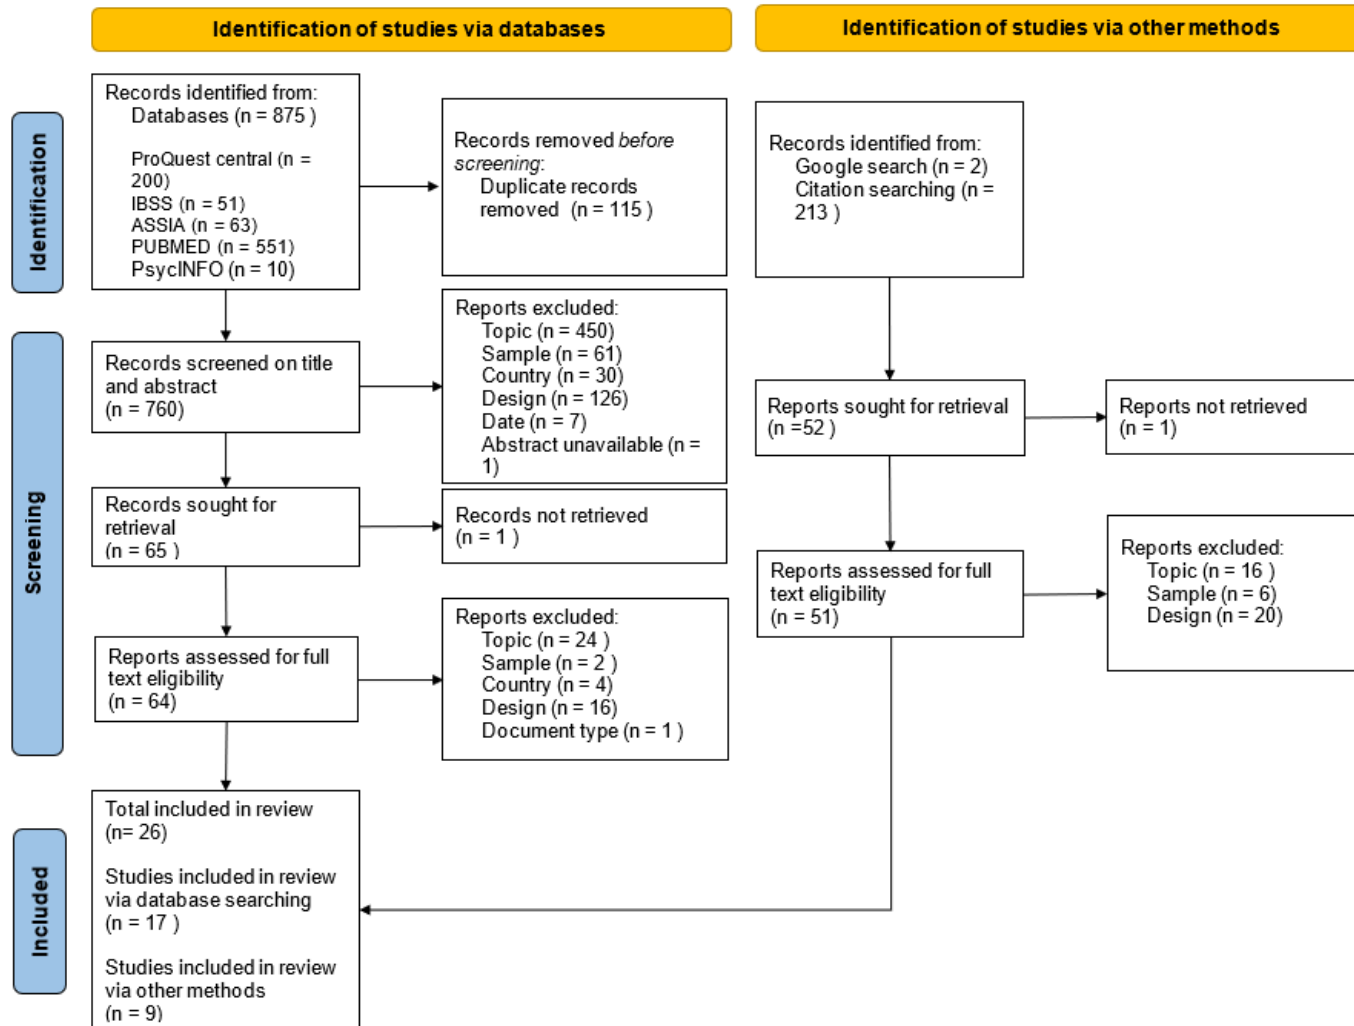 Identification of studies via databases
Identification of studies via other methods
Identification
Records identified from:
Databases (n = 875 )
ProQuest central (n =
200)
IBSS (n = 51)
ASSIA (n = 63)
PUBMED (n = 551)
PsycINFO (n = 10)
Records removed before
screening:
Duplicate records
removed (n = 115 )
Records identified from:
Google search (n = 2)
Citation searching (n =
213 )
Screening
Records screened on title
and abstract
(n = 760)
Reports excluded:
Topic (n = 450)
Sample (n = 61)
Country (n = 30)
Design (n = 126)
Date (n = 7)
Abstract unavailable (n =
1)
Reports sought for retrieval
(n =52 )
Reports not retrieved
(n = 1)
Records sought for
retrieval
(n = 65 )
Records not retrieved
(n = 1 )
Reports assessed for full
text eligibility
(n = 51)
Reports excluded:
Topic (n = 16 )
Sample (n = 6)
Design (n = 20)
Reports assessed for full
text eligibility
(n = 64)
Reports excluded:
Topic (n = 24 )
Sample (n = 2 )
Country (n = 4)
Design (n = 16)
Document type (n = 1 )
Included
Total included in review
(n= 26)
Studies included in review
via database searching
(n = 17 )
Studies included in review
via other methods
(n = 9)